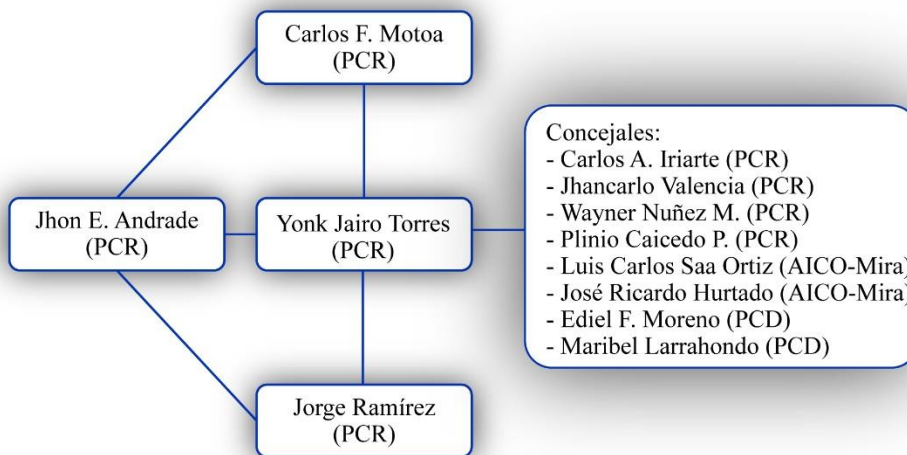 Carlos F. Motoa
(PCR)
Jhon E. Andrade
(PCR)
Yonk Jairo Torres
(PCR)
Concejales:
- Carlos A. Iriarte (PCR)
- Jhancarlo Valencia (PCR)
- Wayner Nuñez M. (PCR)
- Plinio Caicedo P. (PCR)
- Luis Carlos Saa Ortiz (AICO-Mira)
- José Ricardo Hurtado (AICO-Mira)
- Ediel F. Moreno (PCD)
- Maribel Larrahondo (PCD)
Jorge Ramírez
(PCR)